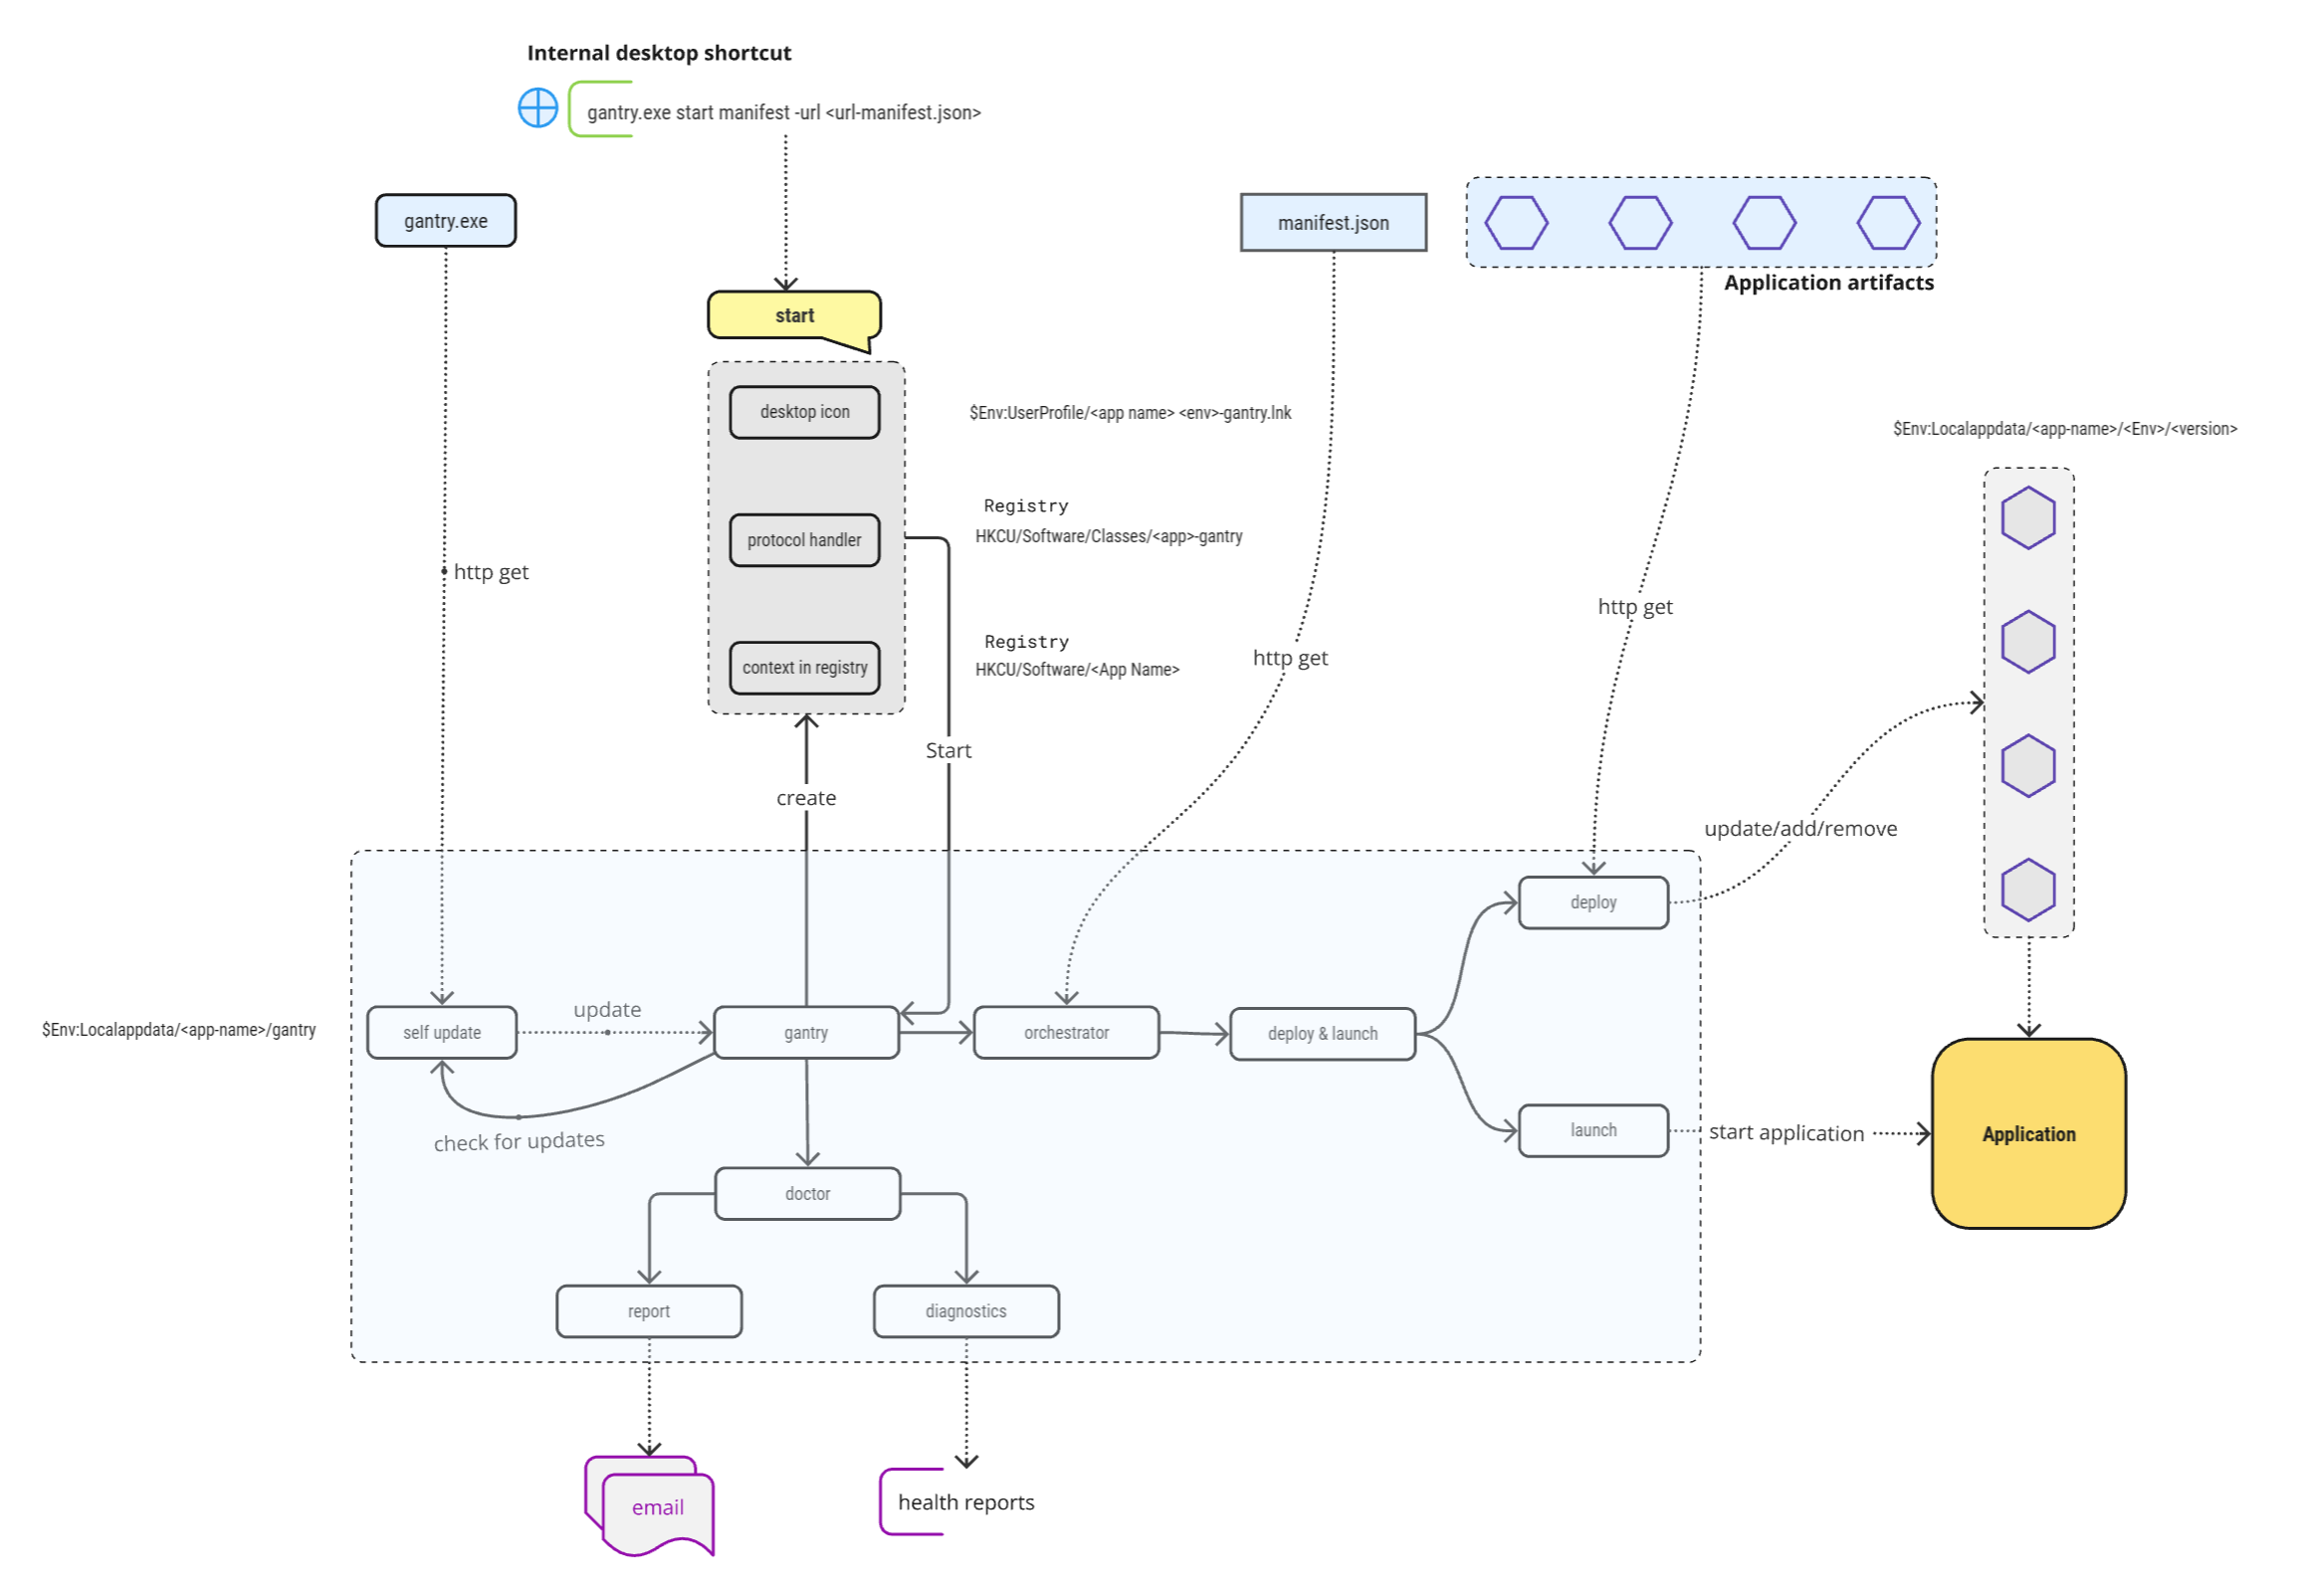 Internal desktop shortcut
gantry.exe start manifest -url <url-manifest.json>
gantry.exe
manifest.json
Application artifacts
start
desktop icon
$Env:UserProfile/<app name> <env>-gantry.lnk
$Env:Localappdata/<app-name>/<Env>/<version>
Registry
protocol handler
HKCU/Software/Classes/<app>-gantry
http get
http get
Registry
context in registry
HKCU/Software/<App Name>
http get
Start
create
update/add/remove
deploy
update
$Env:Localappdata/<app-name>/gantry
self update
gantry
orchestrator
deploy & launch
check for updates
launch
start application
Application
doctor
report
diagnostics
email
health reports